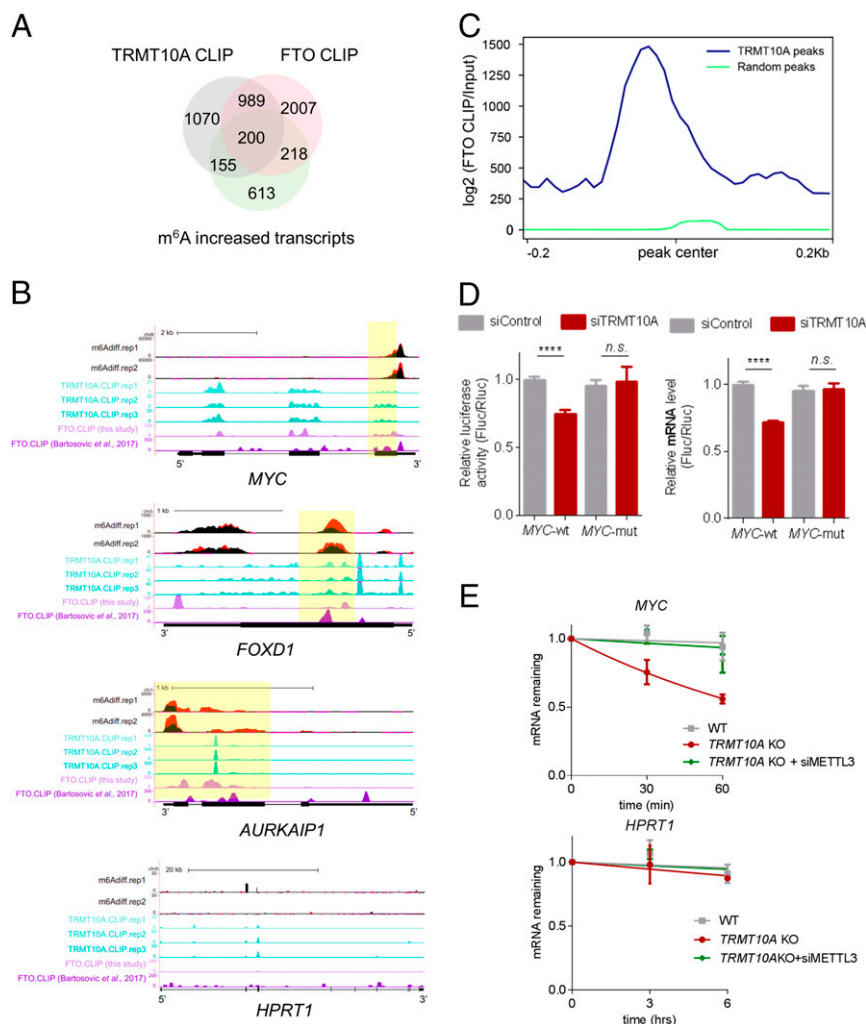 A
TRMT10A CLIP
FTO CLIP
989
1070
2007
200
155
218
613
m⁶A increased transcripts
B
2 kb
m6Adiff.rep1
m6Adiff.rep2
TRMT10A.CLIP.rep1
TRMT10A.CLIP.rep2
TRMT10A.CLIP.rep3
FTO.CLIP (this study)
FTO.CLIP (Bartosovic et al., 2017)
5'
3'
MYC
1 kb
m6Adiff.rep1
m6Adiff.rep2
TRMT10A.CLIP.rep1
TRMT10A.CLIP.rep2
TRMT10A.CLIP.rep3
FTO.CLIP (this study)
FTO.CLIP (Bartosovic et al., 2017)
3'
5'
FOXD1
1 kb
m6Adiff.rep1
m6Adiff.rep2
TRMT10A.CLIP.rep1
TRMT10A.CLIP.rep2
TRMT10A.CLIP.rep3
FTO.CLIP (this study)
FTO.CLIP (Bartosovic et al., 2017)
3'
5'
AURKAIP1
20 kb
m6Adiff.rep1
m6Adiff.rep2
TRMT10A.CLIP.rep1
TRMT10A.CLIP.rep2
TRMT10A.CLIP.rep3
FTO.CLIP (this study)
FTO.CLIP (Bartosovic et al., 2017)
5'
3'
HPRT1
C
log2 (FTO CLIP/Input)
1500
1250
1000
750
500
250
0
TRMT10A peaks
Random peaks
-0.2
peak center
0.2Kb
D
siControl
siTRMT10A
siControl
siTRMT10A
Relative luciferase
activity (Fluc/Rluc)
1.0
0.5
0.0
****
n.s.
MYC-wt
MYC-mut
Relative mRNA level
(Fluc/Rluc)
1.0
0.5
0.0
****
n.s.
MYC-wt
MYC-mut
E
MYC
mRNA remaining
1.0
0.5
0.0
WT
TRMT10A KO
TRMT10A KO + siMETTL3
0
30
60
time (min)
HPRT1
mRNA remaining
1.0
0.5
0.0
WT
TRMT10A KO
TRMT10AKO+siMETTL3
0
3
6
time (hrs)